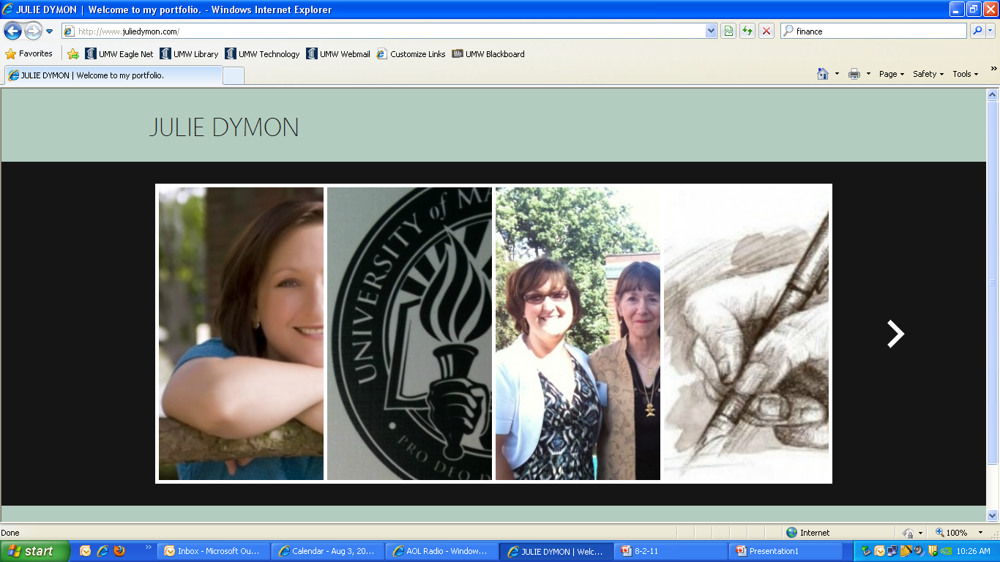 JULIE DYMON | Welcome to my portfolio. - Windows Internet Explorer
http://www.juliedymon.com/
finance
Favorites
UMW Eagle Net
UMW Library
UMW Technology
UMW Webmail
Customize Links
Bb
UMW Blackboard
JULIE DYMON | Welcome to my portfolio.
Page
Safety
Tools
»
JULIE DYMON
UNIVERSITY of MA
PRO DEO
Done
Internet
100%
start
»
Inbox - Microsoft Ou...
Calendar - Aug 3, 20...
AOL Radio - Window...
JULIE DYMON | Welc...
8-2-11
Presentation1
10:26 AM